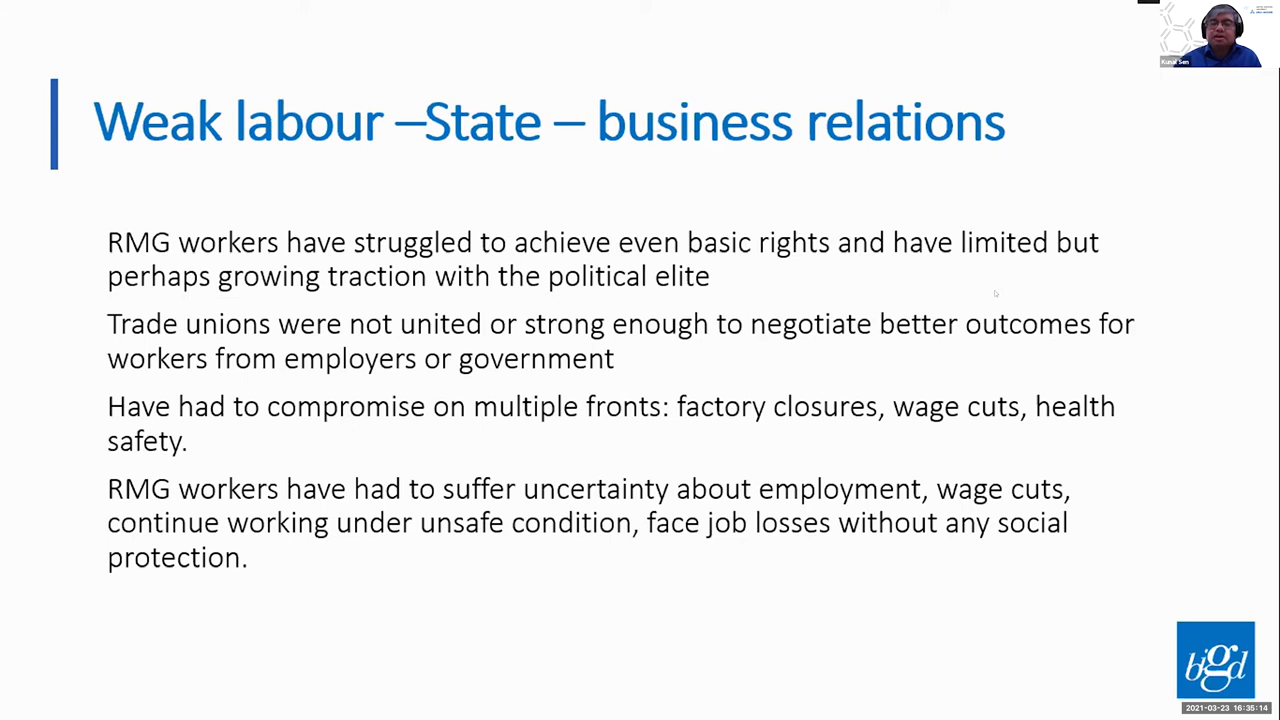 Kunal Sen
Weak labour –State – business relations
RMG workers have struggled to achieve even basic rights and have limited but
perhaps growing traction with the political elite
Trade unions were not united or strong enough to negotiate better outcomes for
workers from employers or government
Have had to compromise on multiple fronts: factory closures, wage cuts, health
safety.
RMG workers have had to suffer uncertainty about employment, wage cuts,
continue working under unsafe condition, face job losses without any social
protection.
bigd
2021-03-23 16:35:14